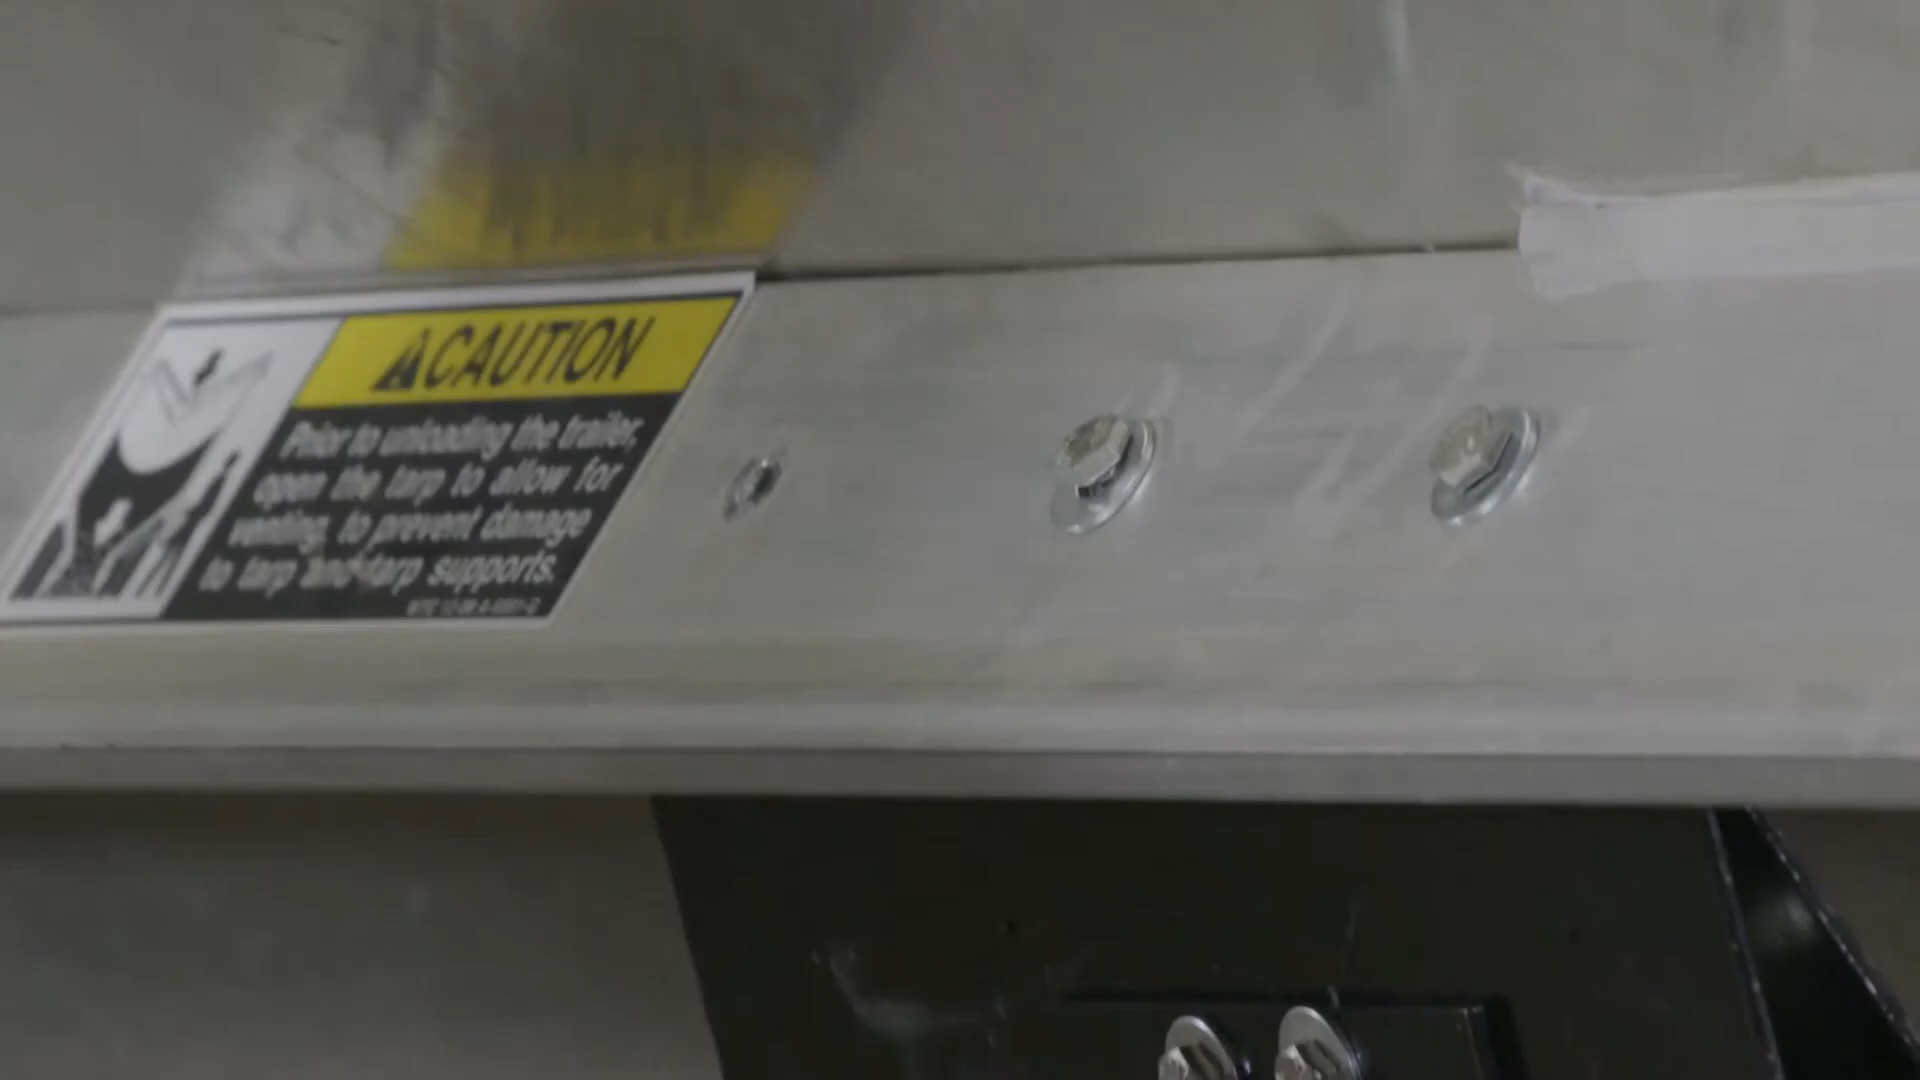 CAUTION
Prior to unloading the trailer,
open the tarp to allow for
venting, to prevent damage
to tarp and tarp supports.